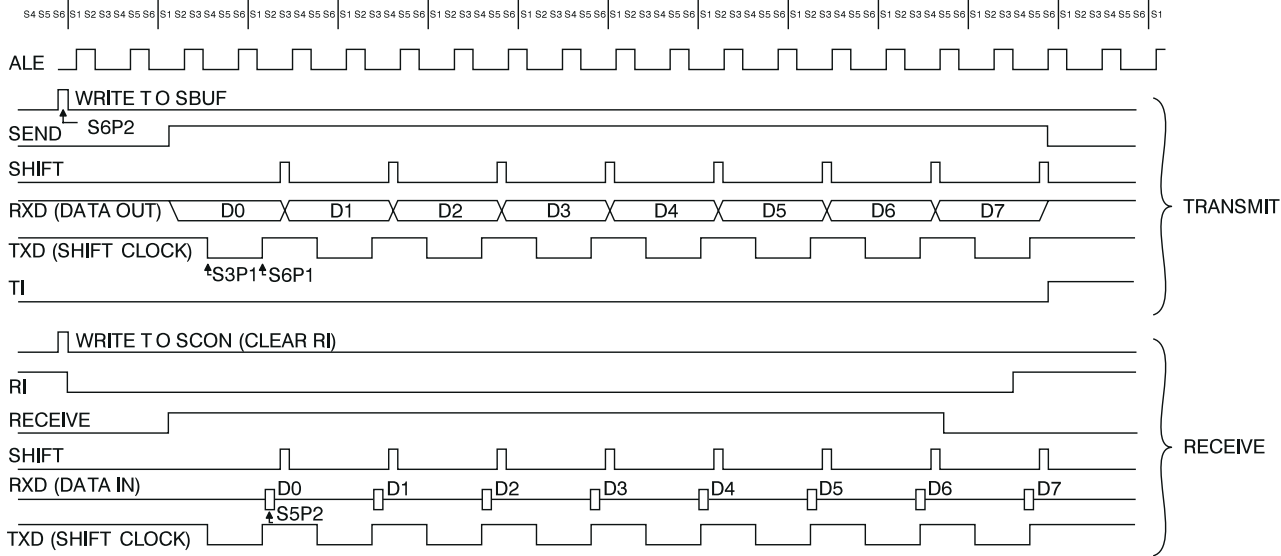 S4 S5 S6 S1 S2 S3 S4 S5 S6 S1 S2 S3 S4 S5 S6 S1 S2 S3 S4 S5 S6 S1 S2 S3 S4 S5 S6 S1 S2 S3 S4 S5 S6 S1 S2 S3 S4 S5 S6 S1 S2 S3 S4 S5 S6 S1 S2 S3 S4 S5 S6 S1 S2 S3 S4 S5 S6 S1 S2 S3 S4 S5 S6 S1 S2 S3 S4 S5 S6 S1 S2 S3 S4 S5 S6 S1
ALE
WRITE TO SBUF
S6P2
SEND
SHIFT
RXD (DATA OUT) D0 D1 D2 D3 D4 D5 D6 D7
TRANSMIT
TXD (SHIFT CLOCK)
S3P1 S6P1
TI
WRITE TO SCON (CLEAR RI)
RI
RECEIVE
RECEIVE
SHIFT
RXD (DATA IN) D0 D1 D2 D3 D4 D5 D6 D7
S5P2
TXD (SHIFT CLOCK)